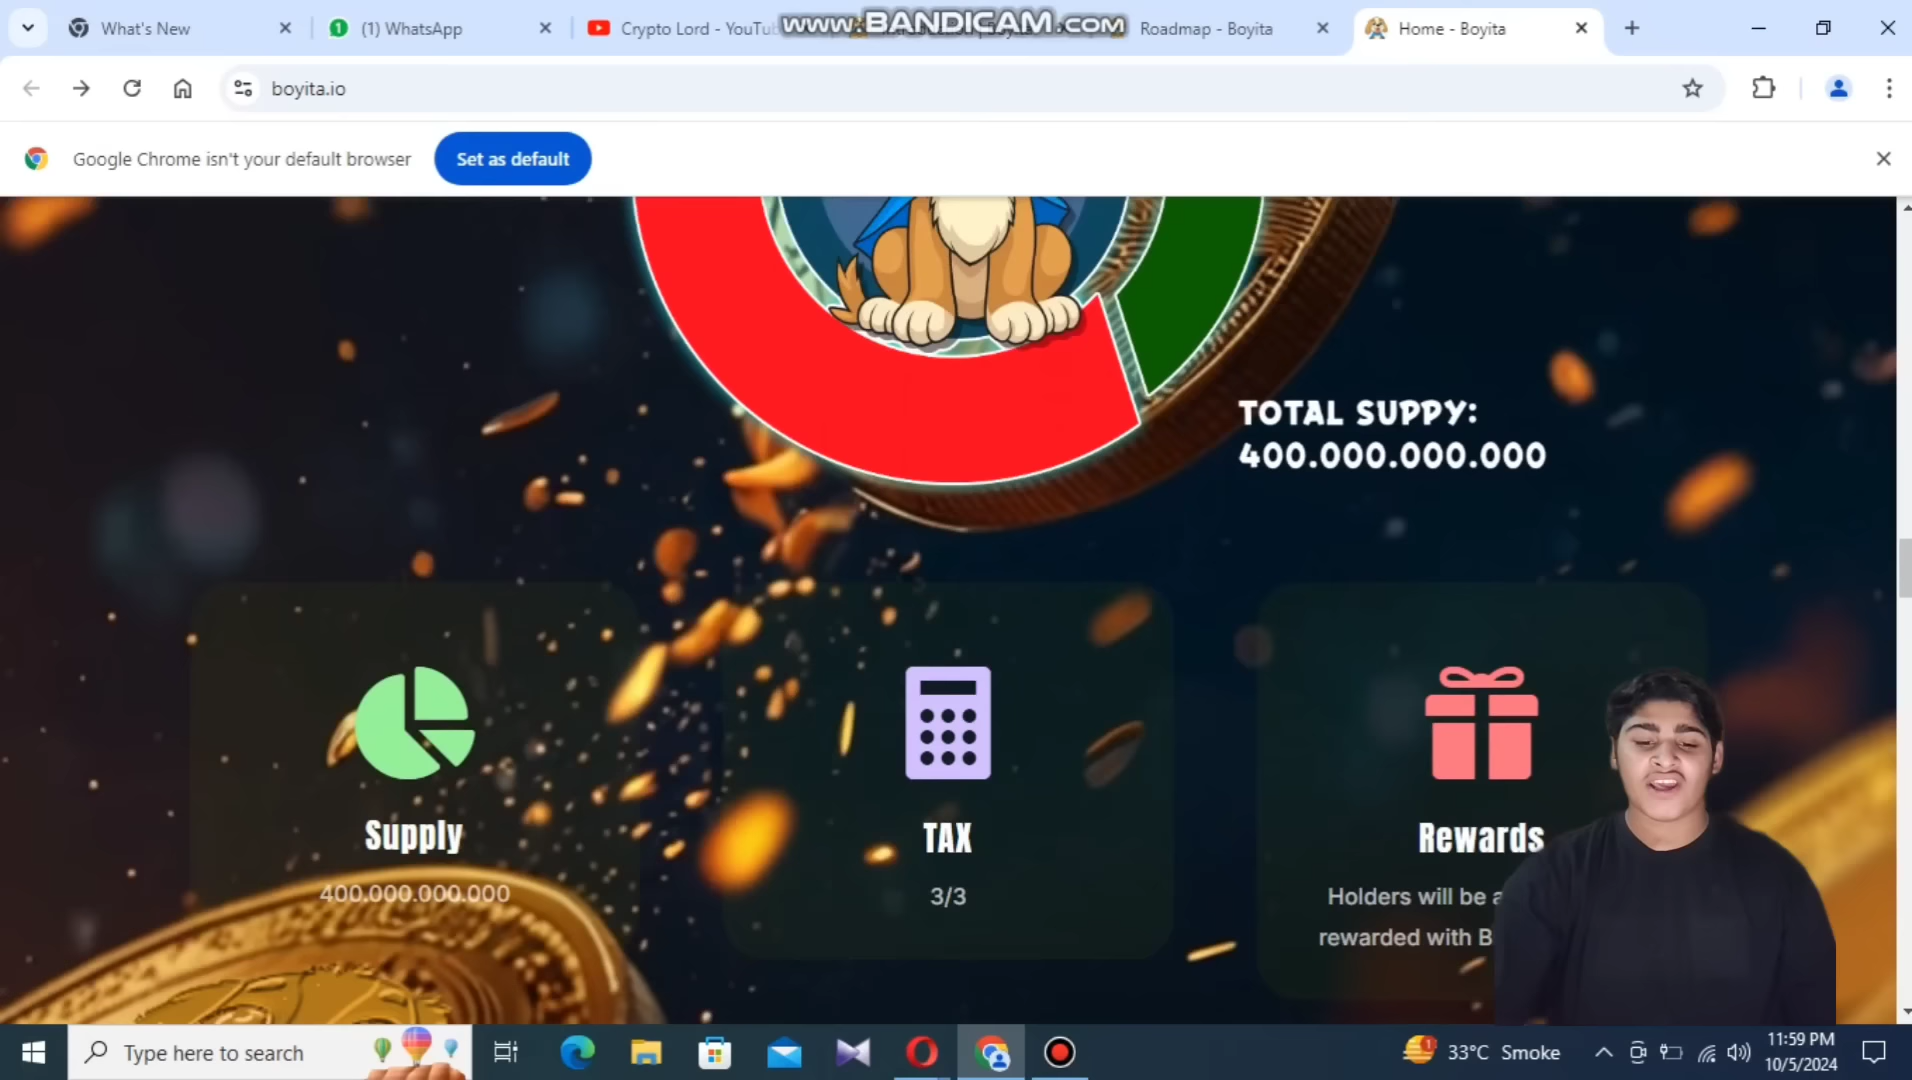 What's New
(1) WhatsApp
Crypto Lord - YouTu
www.BANDICAM.com
Roadmap - Boyita
Home - Boyita
boyita.io
Google Chrome isn't your default browser
Set as default
TOTAL SUPPY:
400.000.000.000
Supply
400.000.000.000
TAX
3/3
Rewards
Holders will be a
rewarded with B
Type here to search
33°C Smoke
11:59 PM
10/5/2024